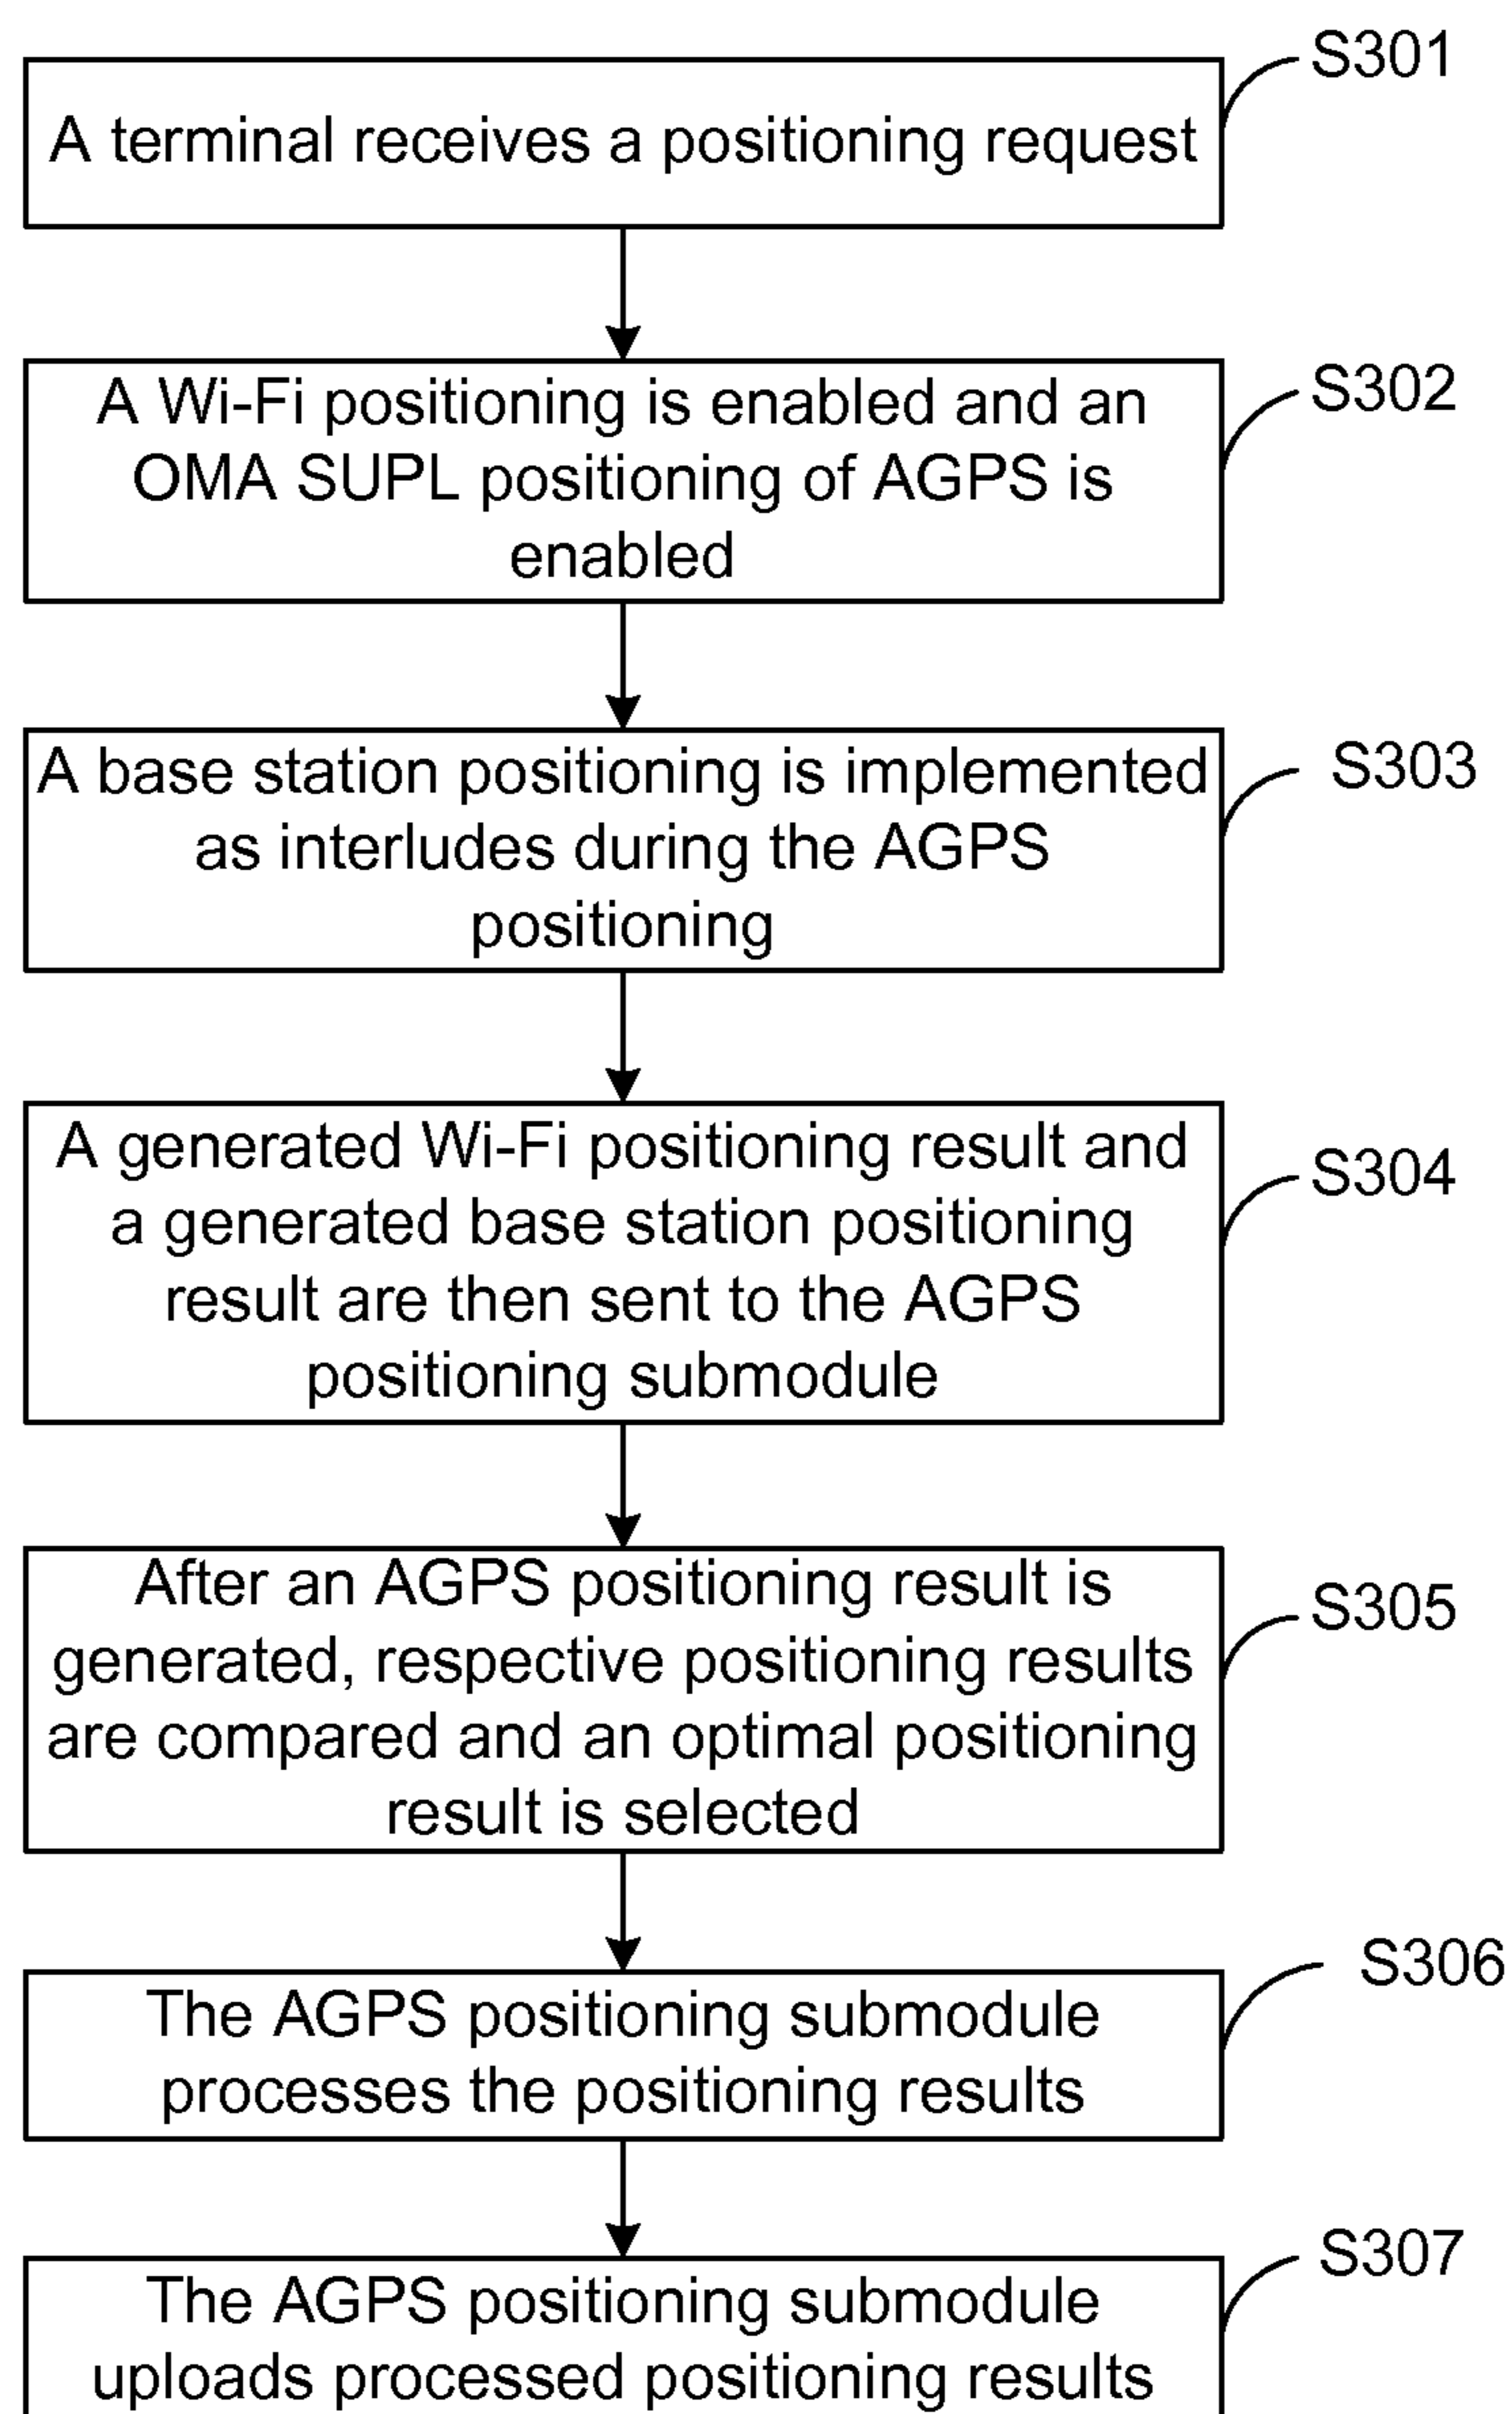 S301
A terminal receives a positioning request
S302
A Wi-Fi positioning is enabled and an
OMA SUPL positioning of AGPS is
enabled
S303
A base station positioning is implemented
as interludes during the AGPS
positioning
S304
A generated Wi-Fi positioning result and
a generated base station positioning
result are then sent to the AGPS
positioning submodule
S305
After an AGPS positioning result is
generated, respective positioning results
are compared and an optimal positioning
result is selected
S306
The AGPS positioning submodule
processes the positioning results
S307
The AGPS positioning submodule
uploads processed positioning results